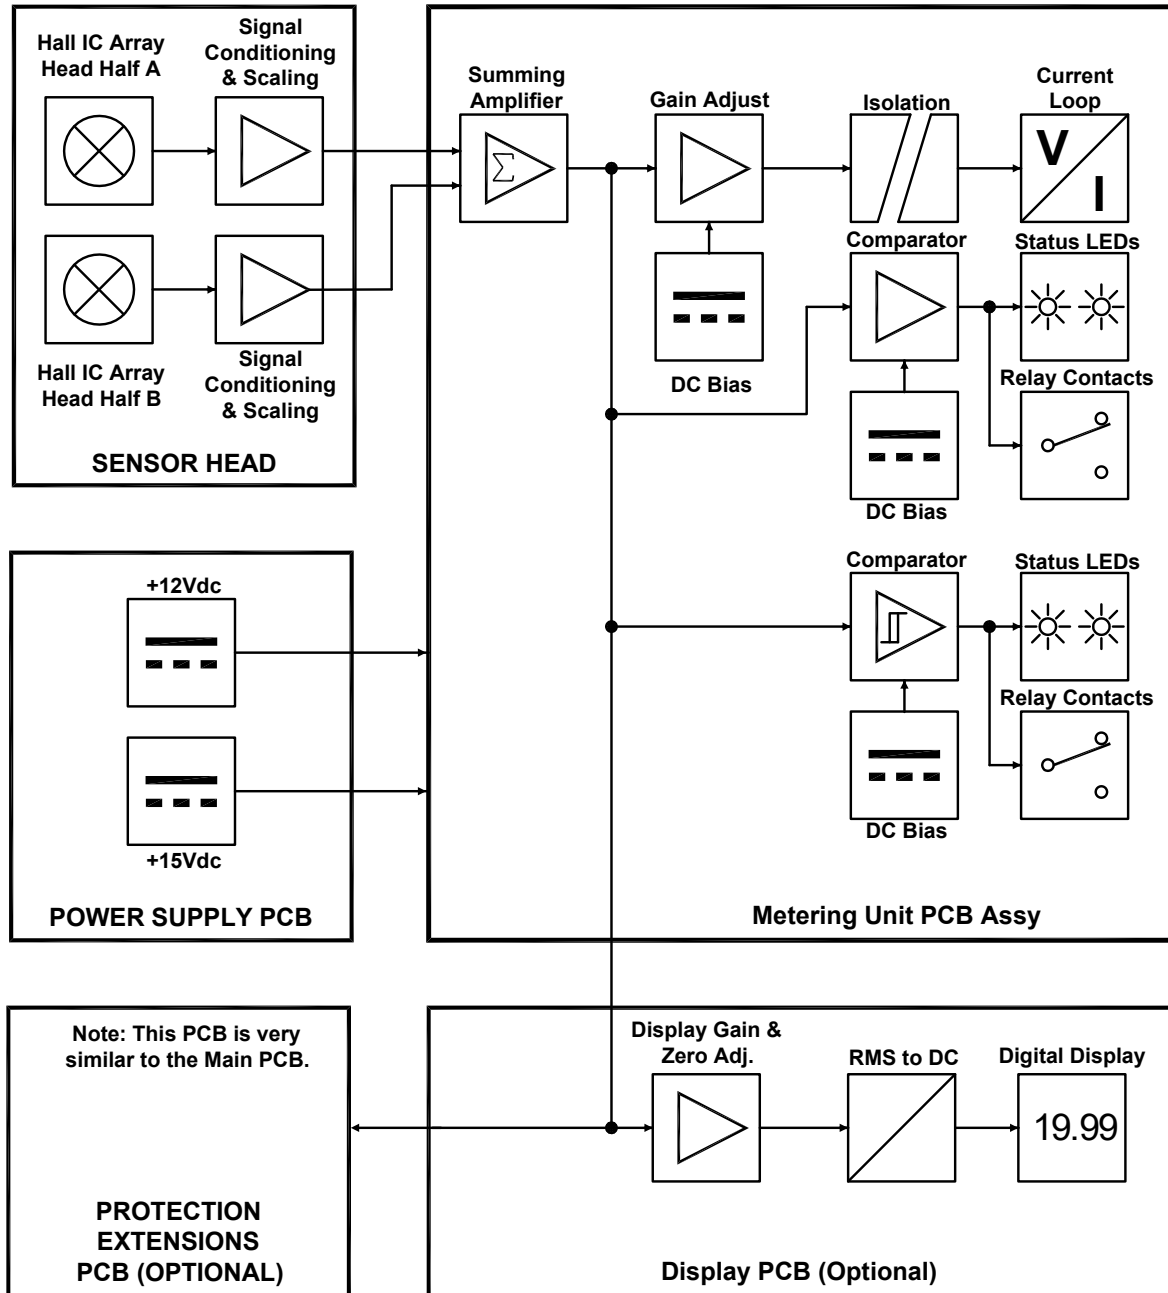 Hall IC Array
Head Half A
Signal
Conditioning
& Scaling
Hall IC Array
Head Half B
Signal
Conditioning
& Scaling
SENSOR HEAD
Summing
Amplifier
Σ
Gain Adjust
Isolation
Current
Loop
V
I
DC Bias
Comparator
Status LEDs
Relay Contacts
DC Bias
Comparator
Status LEDs
Relay Contacts
DC Bias
Metering Unit PCB Assy
+12Vdc
+15Vdc
POWER SUPPLY PCB
Note: This PCB is very
similar to the Main PCB.
PROTECTION
EXTENSIONS
PCB (OPTIONAL)
Display Gain &
Zero Adj.
RMS to DC
Digital Display
19.99
Display PCB (Optional)